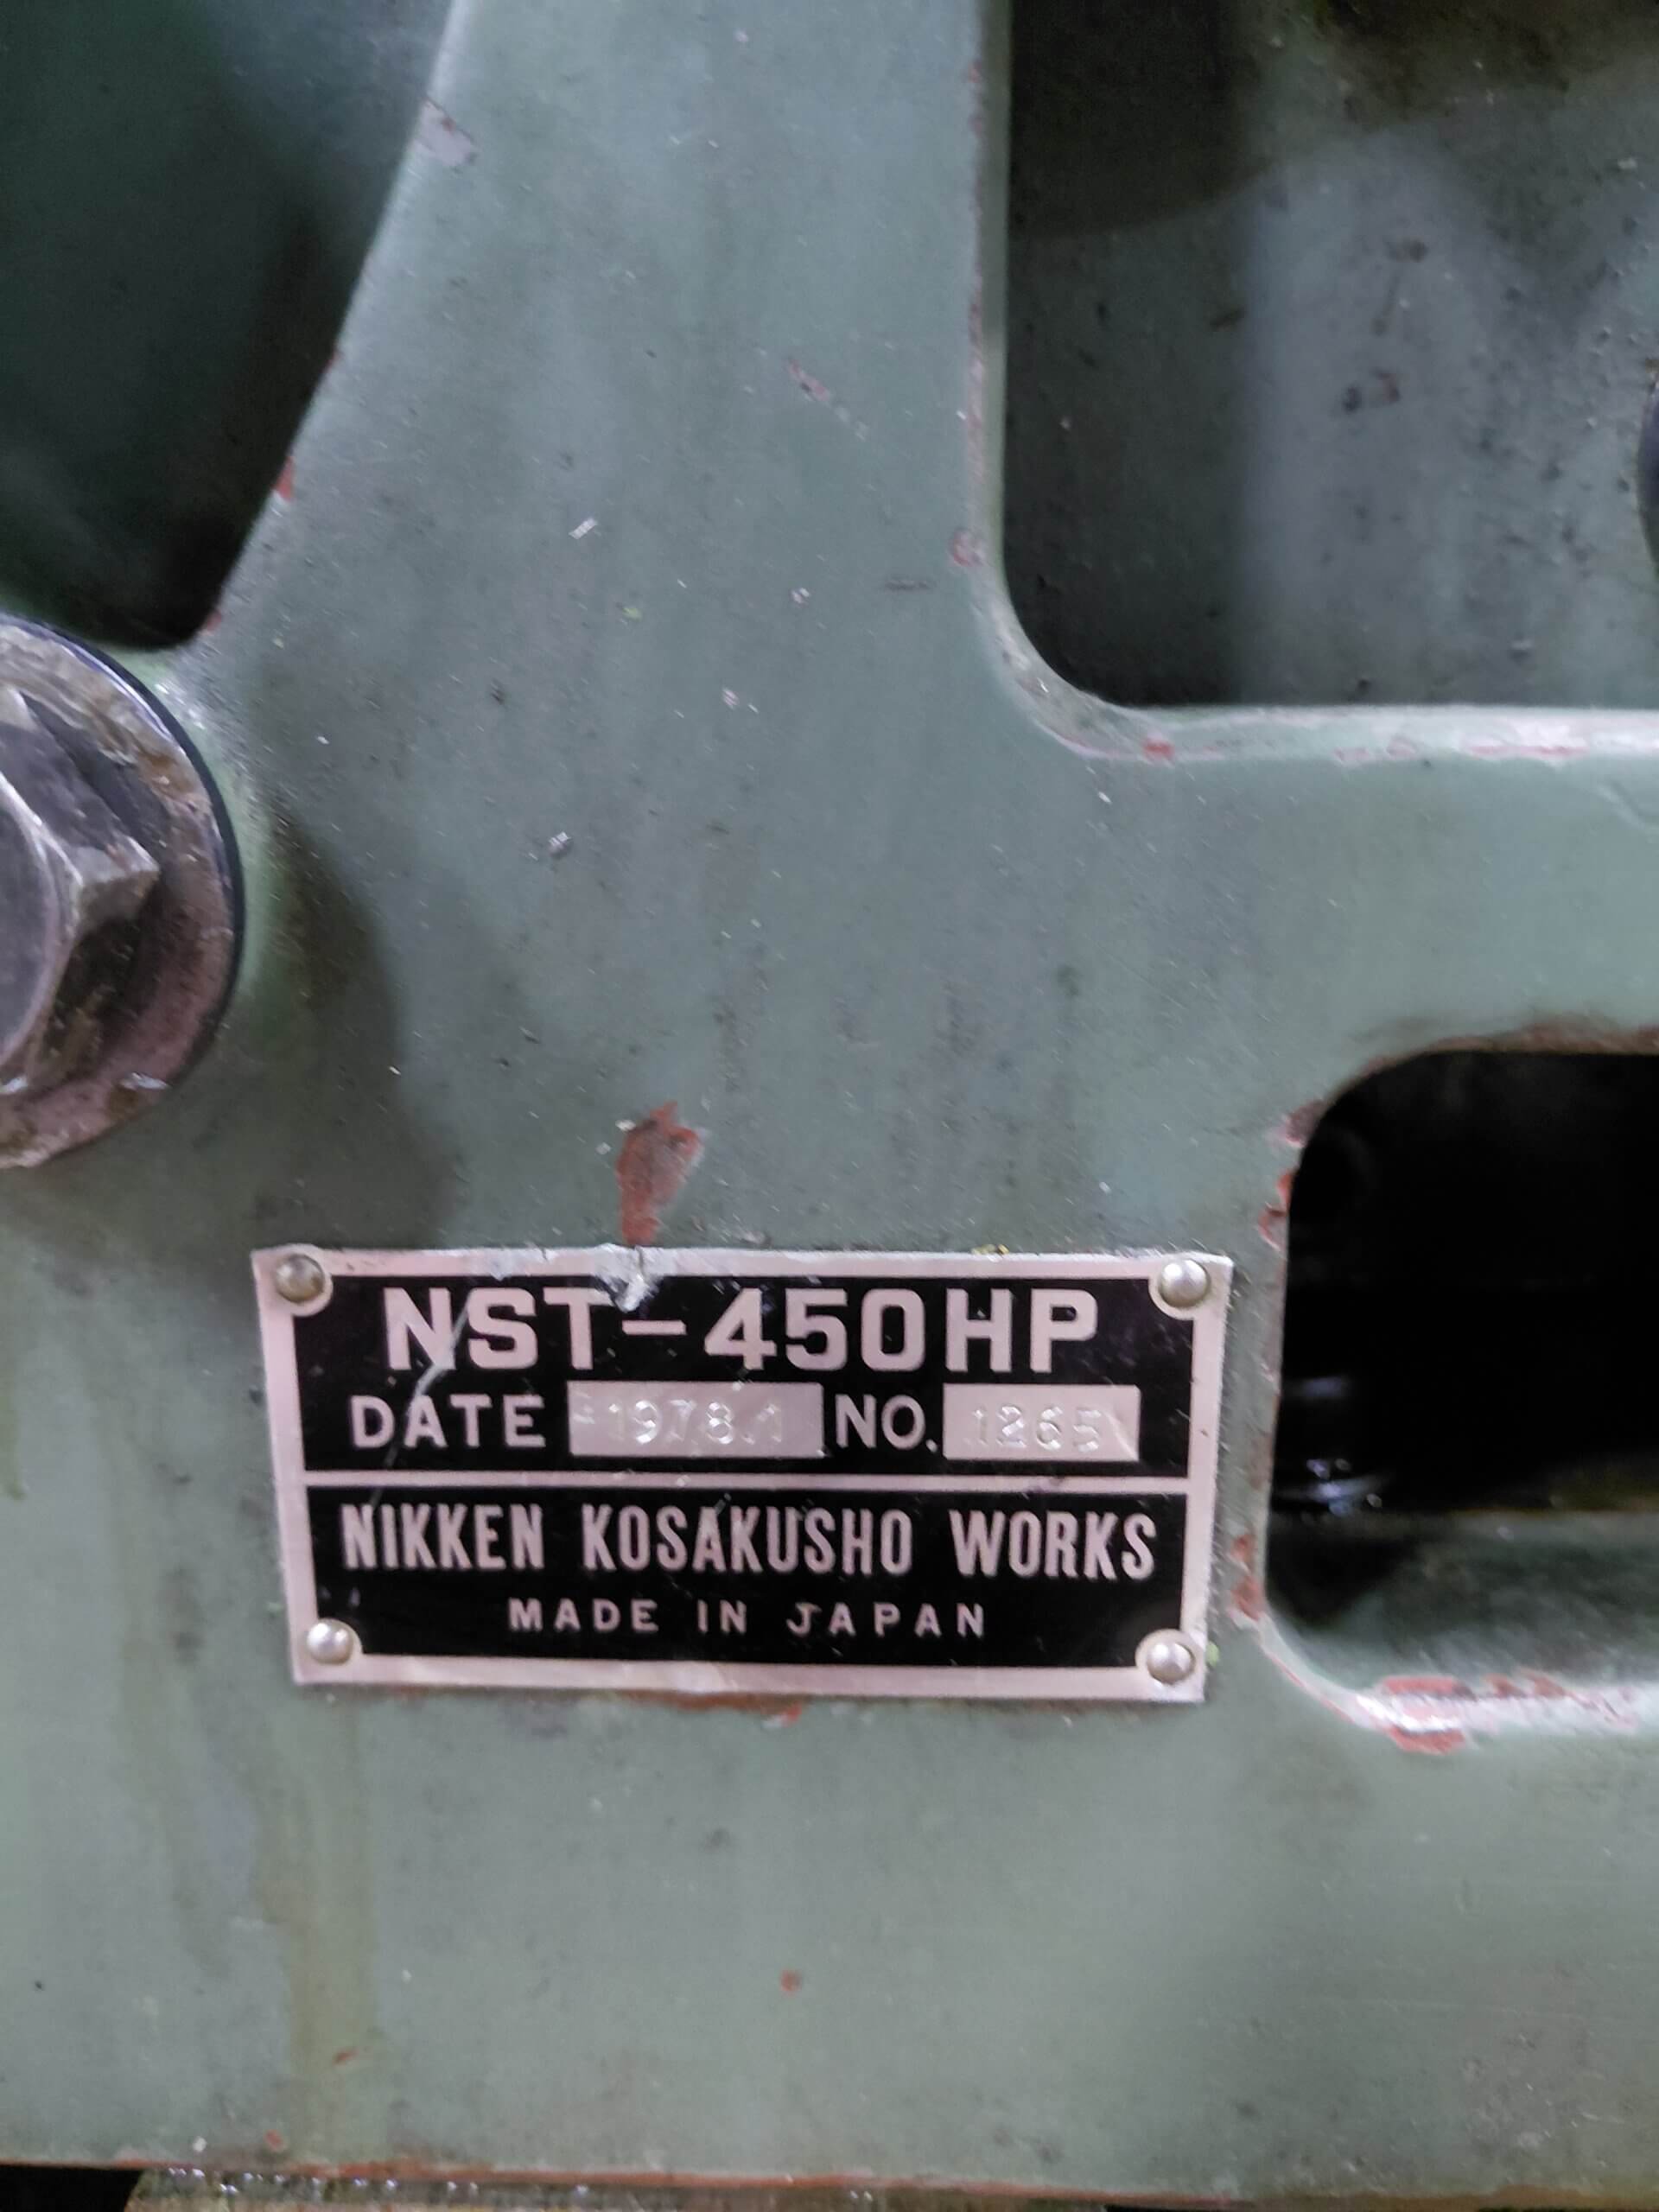 NST-450HP
DATE 1978.1 NO. 1265
NIKKEN KOSAKUSHO WORKS
MADE IN JAPAN